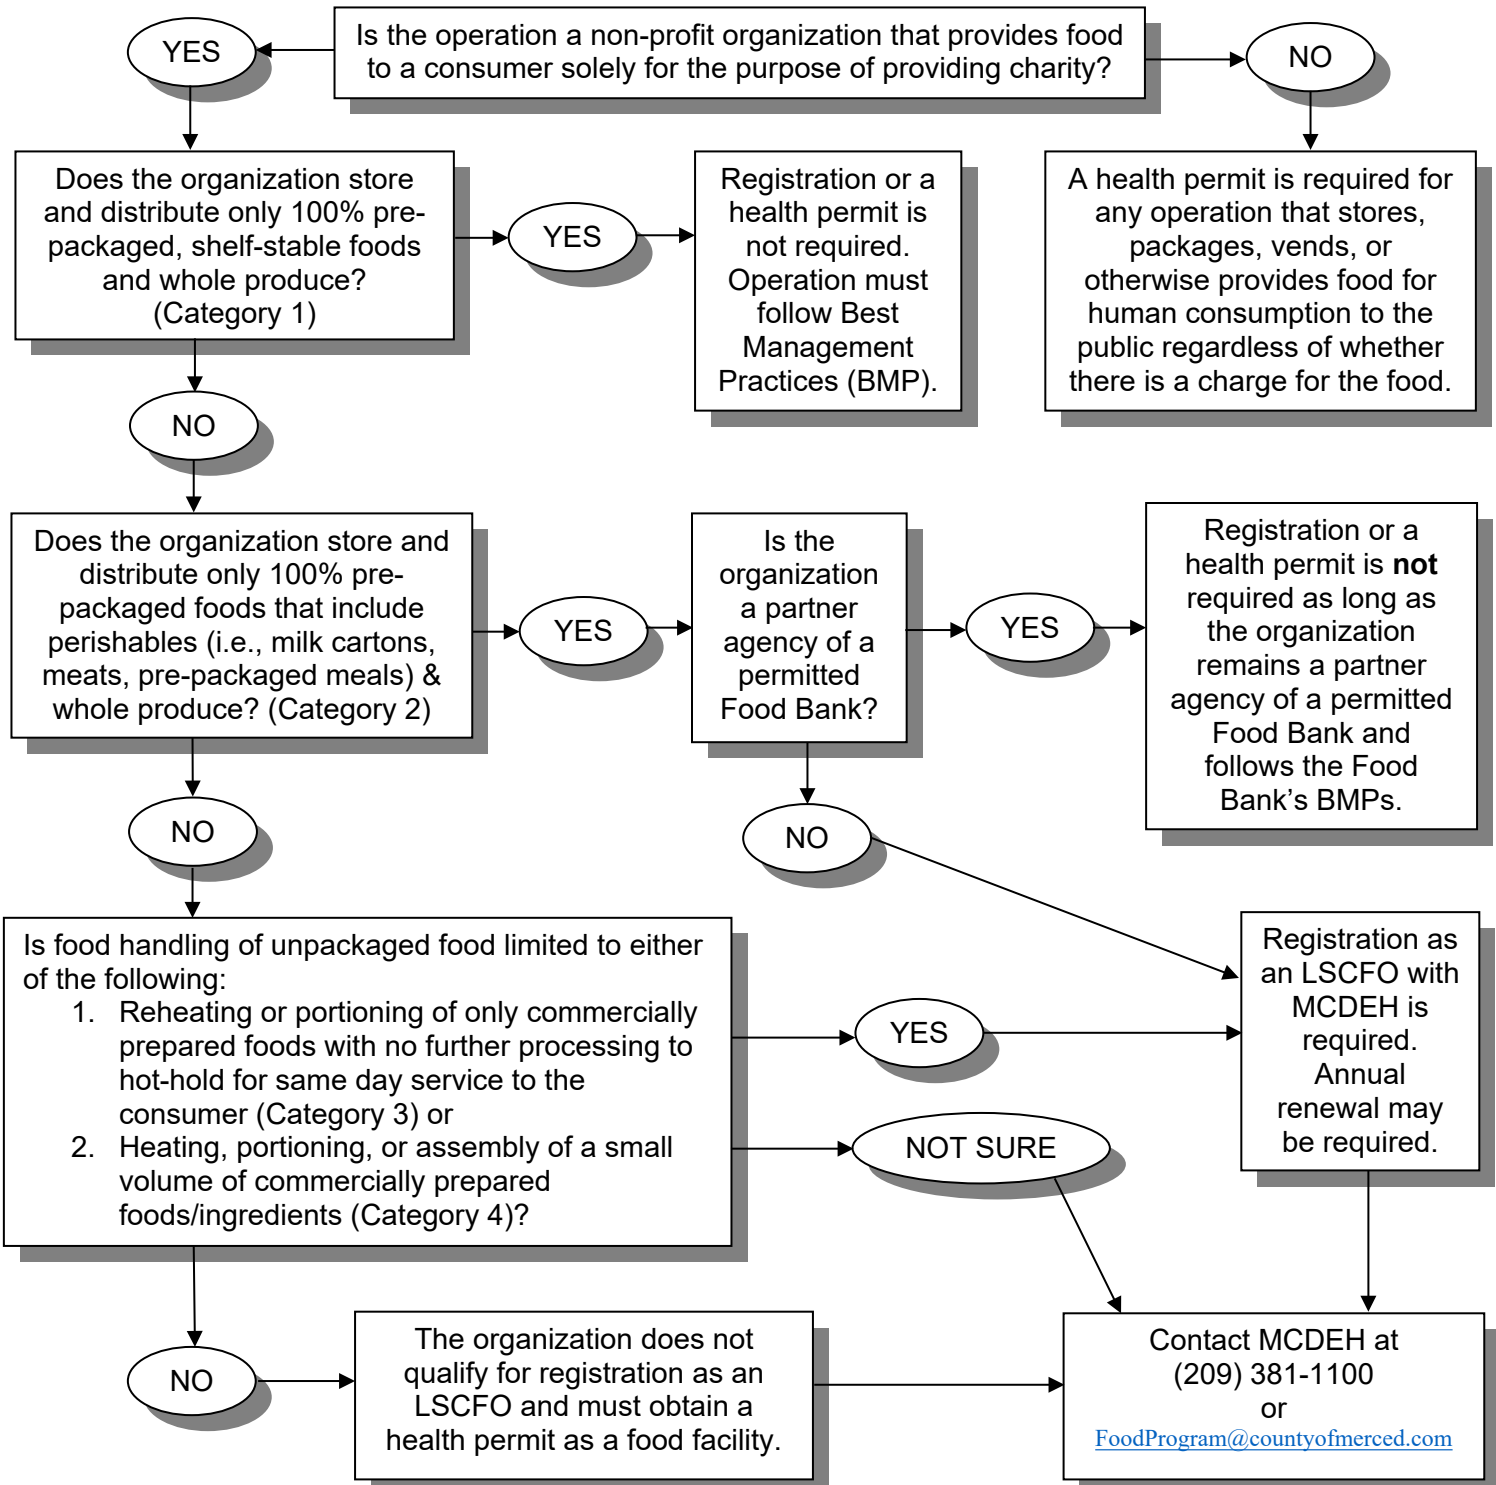 Is the operation a non-profit organization that provides food
to a consumer solely for the purpose of providing charity?
YES
NO
Does the organization store
and distribute only 100% pre-
packaged, shelf-stable foods
and whole produce?
(Category 1)
YES
Registration or a
health permit is
not required.
Operation must
follow Best
Management
Practices (BMP).
A health permit is required for
any operation that stores,
packages, vends, or
otherwise provides food for
human consumption to the
public regardless of whether
there is a charge for the food.
NO
Does the organization store and
distribute only 100% pre-
packaged foods that include
perishables (i.e., milk cartons,
meats, pre-packaged meals) &
whole produce? (Category 2)
YES
Is the
organization
a partner
agency of a
permitted
Food Bank?
YES
Registration or a
health permit is not
required as long as
the organization
remains a partner
agency of a permitted
Food Bank and
follows the Food
Bank’s BMPs.
NO
NO
Is food handling of unpackaged food limited to either
of the following:
1. Reheating or portioning of only commercially
prepared foods with no further processing to
hot-hold for same day service to the
consumer (Category 3) or
2. Heating, portioning, or assembly of a small
volume of commercially prepared
foods/ingredients (Category 4)?
YES
NOT SURE
Registration as
an LSCFO with
MCDEH is
required.
Annual
renewal may
be required.
NO
The organization does not
qualify for registration as an
LSCFO and must obtain a
health permit as a food facility.
Contact MCDEH at
(209) 381-1100
or
FoodProgram@countyofmerced.com